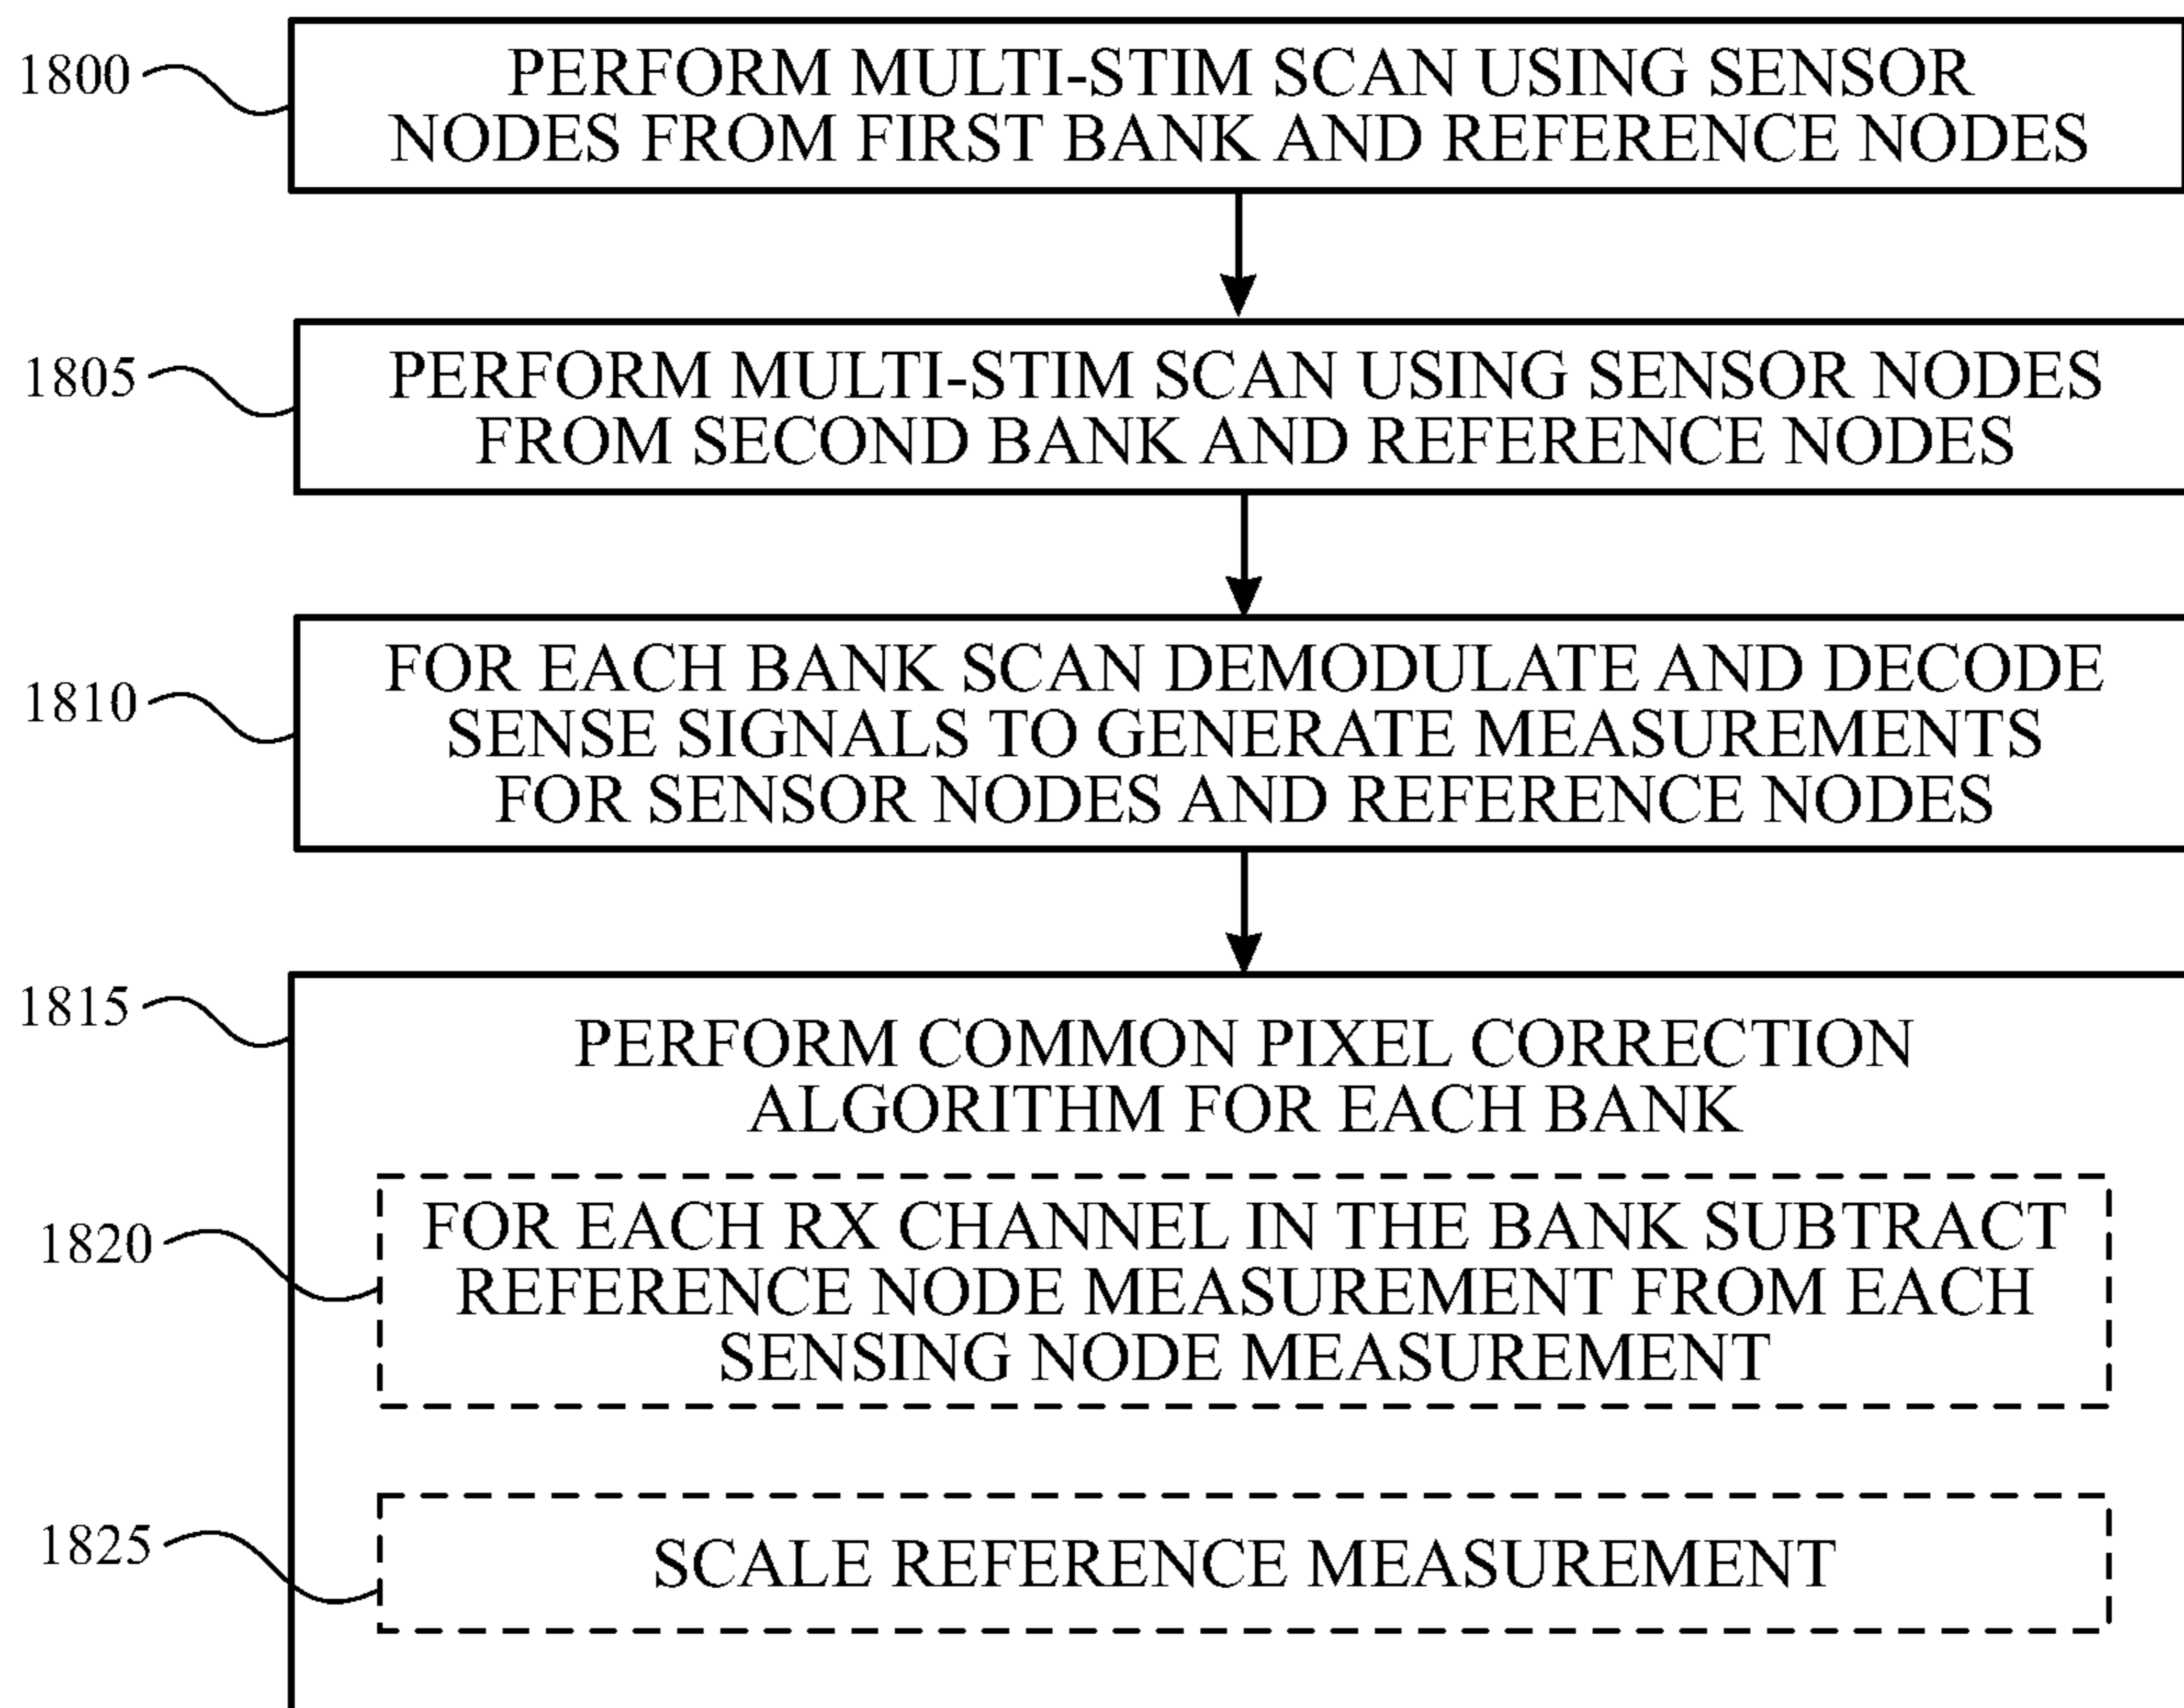 1800
PERFORM MULTI-STIM SCAN USING SENSOR
NODES FROM FIRST BANK AND REFERENCE NODES
1805
PERFORM MULTI-STIM SCAN USING SENSOR NODES
FROM SECOND BANK AND REFERENCE NODES
1810
FOR EACH BANK SCAN DEMODULATE AND DECODE
SENSE SIGNALS TO GENERATE MEASUREMENTS
FOR SENSOR NODES AND REFERENCE NODES
1815
PERFORM COMMON PIXEL CORRECTION
ALGORITHM FOR EACH BANK
1820
FOR EACH RX CHANNEL IN THE BANK SUBTRACT
REFERENCE NODE MEASUREMENT FROM EACH
SENSING NODE MEASUREMENT
1825
SCALE REFERENCE MEASUREMENT